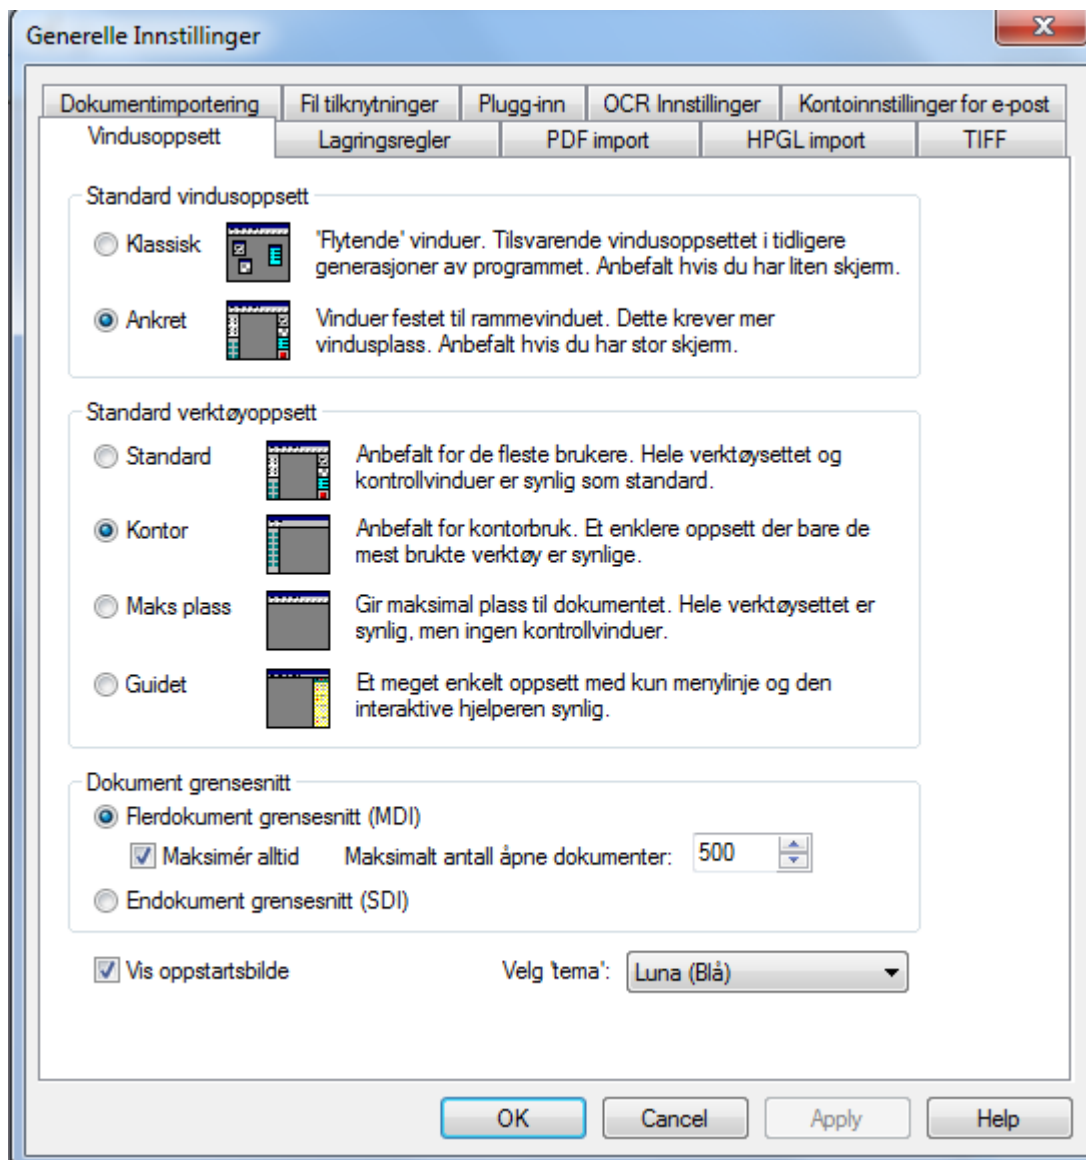 Generelle Innstillinger
Dokumentimportering
Fil tilknytninger
Plugg-inn
OCR Innstillinger
Kontoinnstillinger for e-post
Vindusoppsett
Lagringsregler
PDF import
HPGL import
TIFF
Standard vindusoppsett
Klassisk
'Flytende' vinduer. Tilsvarende vindusoppsettet i tidligere
generasjoner av programmet. Anbefalt hvis du har liten skjerm.
Ankret
Vinduer festet til rammevinduet. Dette krever mer
vindusplass. Anbefalt hvis du har stor skjerm.
Standard verktøyoppsett
Standard
Anbefalt for de fleste brukere. Hele verktøysettet og
kontrollvinduer er synlig som standard.
Kontor
Anbefalt for kontorbruk. Et enklere oppsett der bare de
mest brukte verktøy er synlige.
Maks plass
Gir maksimal plass til dokumentet. Hele verktøysettet er
synlig, men ingen kontrollvinduer.
Guidet
Et meget enkelt oppsett med kun menylinje og den
interaktive hjelperen synlig.
Dokument grensesnitt
Flerdokument grensesnitt (MDI)
Maksimér alltid
Maksimalt antall åpne dokumenter:
500
Endokument grensesnitt (SDI)
Vis oppstartsbilde
Velg 'tema':
Luna (Blå)
OK
Cancel
Apply
Help